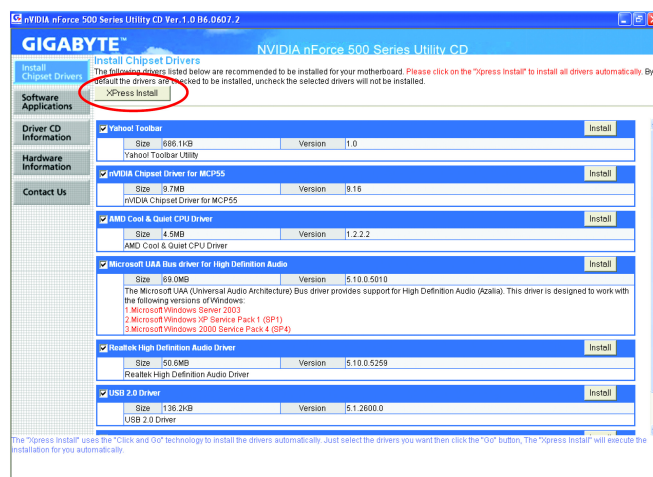 nVIDIA nForce 500 Series Utility CD Ver.1.0 B6.0607.2
GIGABYTE™
NVIDIA nForce 500 Series Utility CD
Install
Chipset Drivers
Software
Applications
Driver CD
Information
Hardware
Information
Contact Us
Install Chipset Drivers
The following drivers listed below are recommended to be installed for your motherboard. Please click on the "Xpress Install" to install all drivers automatically. By
default the drivers are checked to be installed, uncheck the selected drivers will not be installed.
XPress Install
Yahoo! Toolbar Install
Size 686.1KB Version 1.0
Yahoo! Toolbar Utility
nVIDIA Chipset Driver for MCP55 Install
Size 9.7MB Version 9.16
nVIDIA Chipset Driver for MCP55
AMD Cool & Quiet CPU Driver Install
Size 4.5MB Version 1.2.2.2
AMD Cool & Quiet CPU Driver
Microsoft UAA Bus driver for High Definition Audio Install
Size 69.0MB Version 5.10.0.5010
The Microsoft UAA (Universal Audio Architecture) Bus driver provides support for High Definition Audio (Azalia). This driver is designed to work with
the following versions of Windows:
1.Microsoft Windows Server 2003
2.Microsoft Windows XP Service Pack 1 (SP1)
3.Microsoft Windows 2000 Service Pack 4 (SP4)
Realtek High Definition Audio Driver Install
Size 50.6MB Version 5.10.0.5259
Realtek High Definition Audio Driver
USB 2.0 Driver Install
Size 136.2KB Version 5.1.2600.0
USB 2.0 Driver
The "Xpress Install" uses the "Click and Go" technology to install the drivers automatically. Just select the drivers you want then click the "Go" button, The "Xpress Install" will execute the
installation for you automatically.